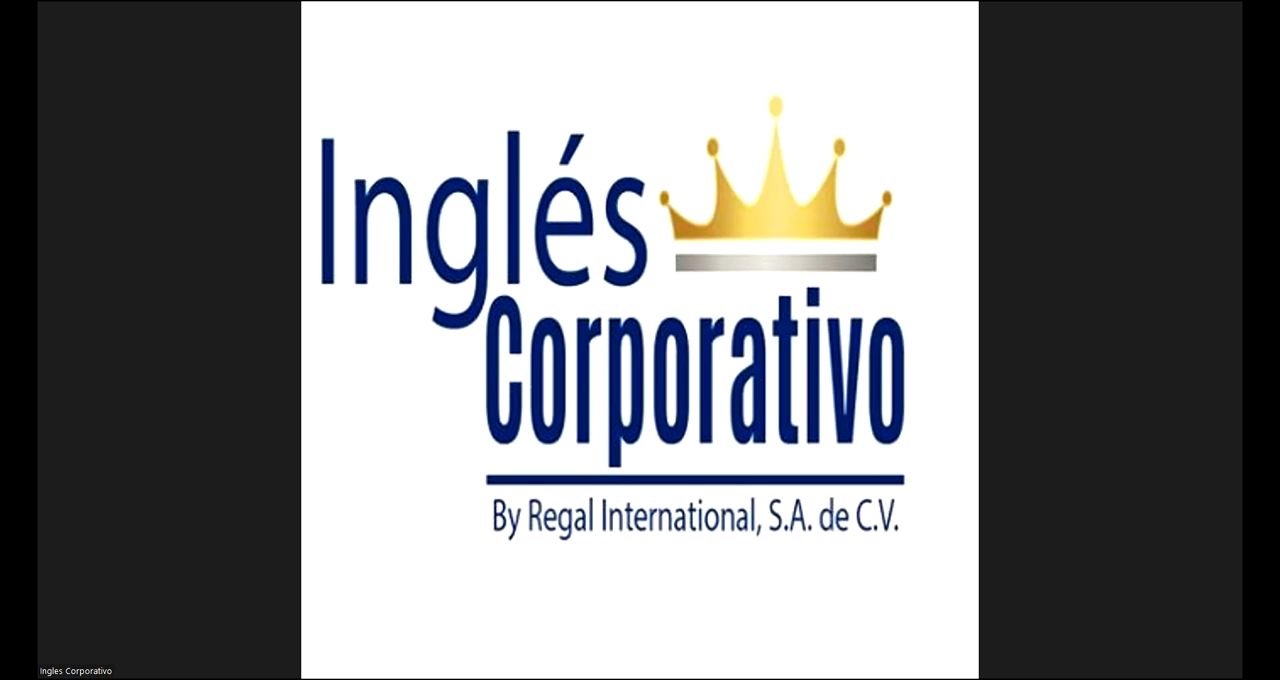 Inglés
Corporativo
By Regal International, S.A. de C.V.
Ingles Corporativo